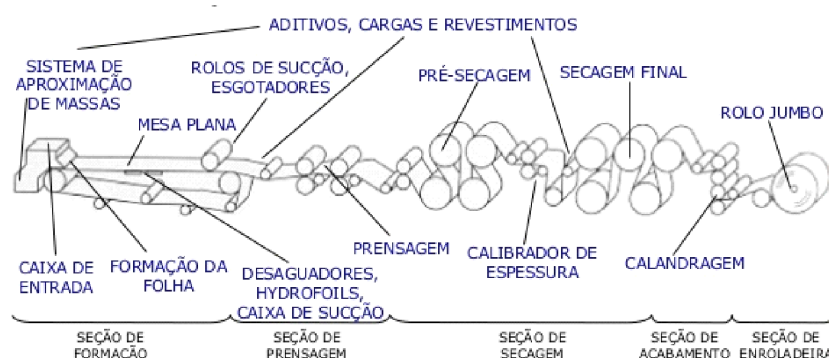 ADITIVOS, CARGAS E REVESTIMENTOS
SISTEMA DE
APROXIMAÇÃO
DE MASSAS
ROLOS DE SUCÇÃO,
ESGOTADORES
PRÉ-SECAGEM
SECAGEM FINAL
ROLO JUMBO
MESA PLANA
CAIXA DE
ENTRADA
FORMAÇÃO DA
FOLHA
DESAGUADORES,
HYDROFOILS,
CAIXA DE SUCÇÃO
PRENSAGEM
CALIBRADOR DE
ESPESSURA
CALANDRAGEM
SEÇÃO DE
FORMAÇÃO
SEÇÃO DE
PRENSAGEM
SEÇÃO DE
SECAGEM
SEÇÃO DE
ACABAMENTO
SEÇÃO DE
ENROLADEIRA